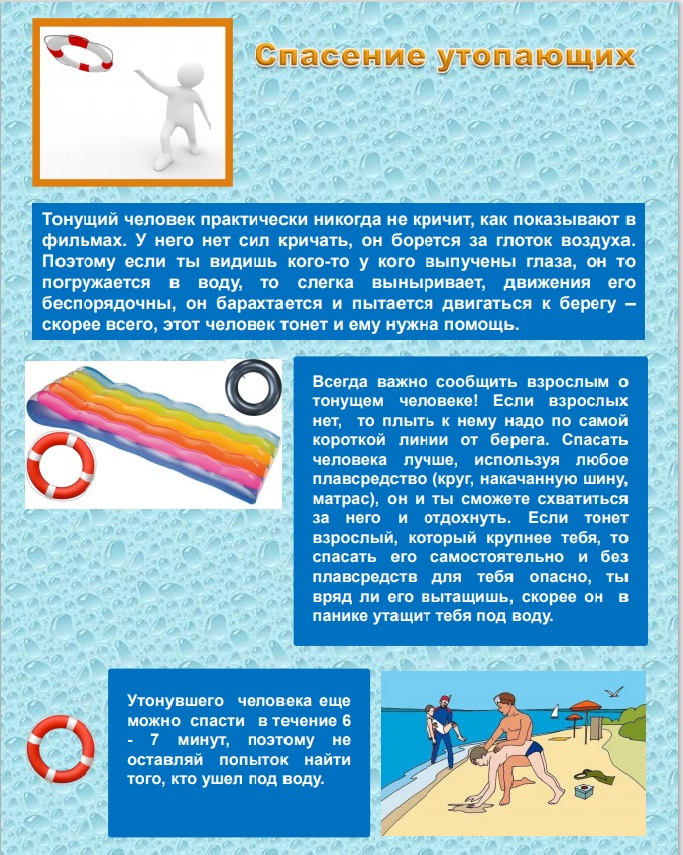 Спасение утопающих
Тонущий человек практически никогда не кричит, как показывают в
фильмах. У него нет сил кричать, он борется за глоток воздуха.
Поэтому если ты видишь кого-то у кого выпучены глаза, он то
погружается в воду, то слегка выныривает, движения его
беспорядочны, он барахтается и пытается двигаться к берегу –
скорее всего, этот человек тонет и ему нужна помощь.
Всегда важно сообщить взрослым о
тонущем человеке! Если взрослых
нет, то плыть к нему надо по самой
короткой линии от берега. Спасать
человека лучше, используя любое
плавсредство (круг, накачанную шину,
матрас), он и ты сможете схватиться
за него и отдохнуть. Если тонет
взрослый, который крупнее тебя, то
спасать его самостоятельно и без
плавсредств для тебя опасно, ты
вряд ли его вытащишь, скорее он в
панике утащит тебя под воду.
Утонувшего человека еще
можно спасти в течение 6
- 7 минут, поэтому не
оставляй попыток найти
того, кто ушел под воду.